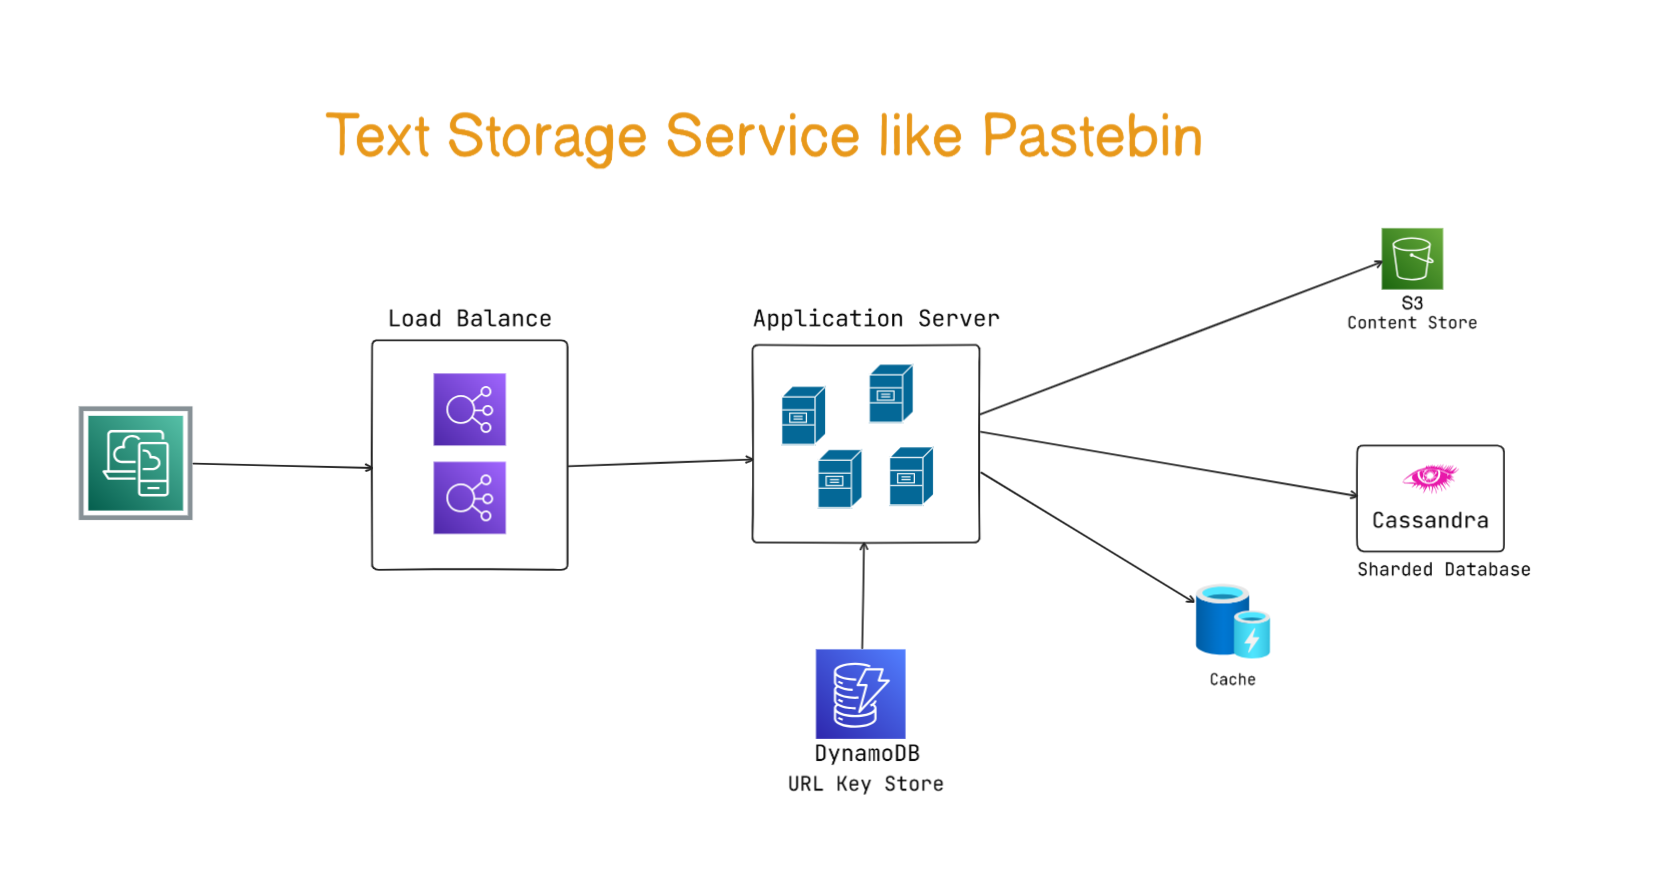 Text Storage Service like Pastebin
Load Balance
Application Server
S3
Content Store
Cassandra
Sharded Database
Cache
DynamoDB
URL Key Store